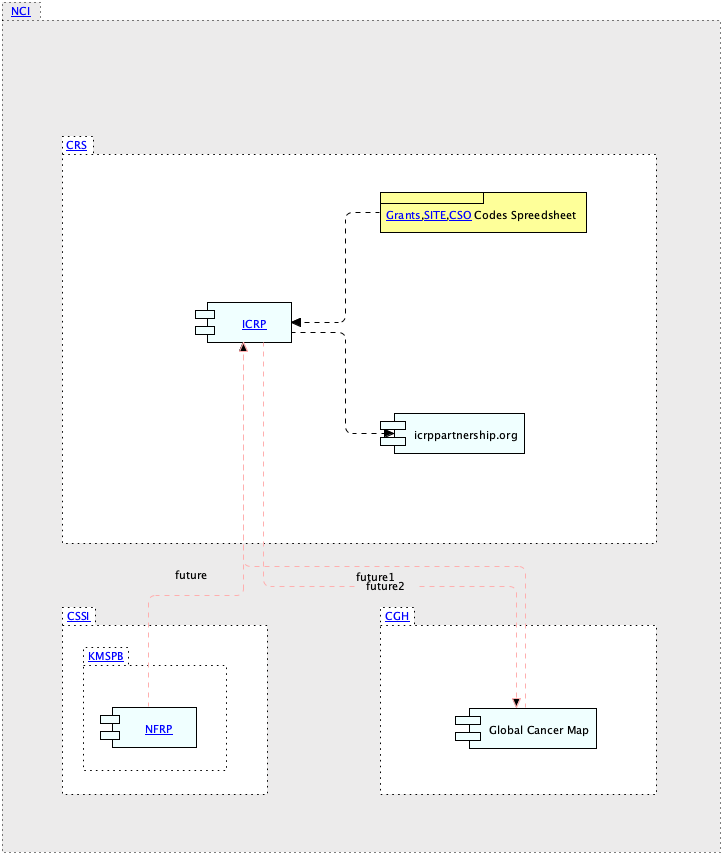 NCI
CRS
Grants,SITE,CSO Codes Spreedsheet
ICRP
icrppartnership.org
future
future1
future2
CSSI
CGH
KMSPB
NFRP
Global Cancer Map